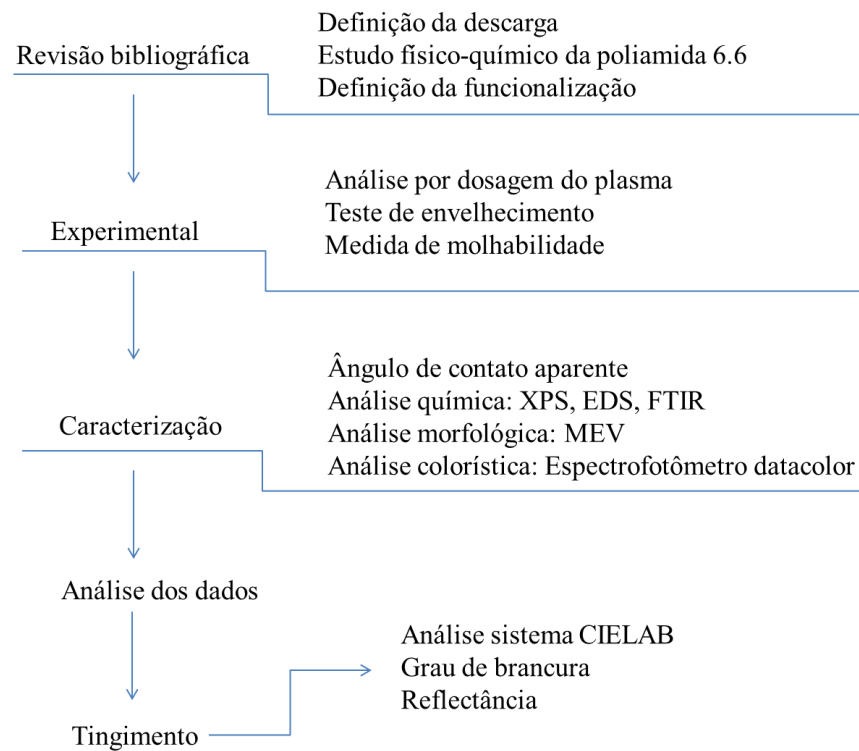 Revisão bibliográfica
Definição da descarga
Estudo físico-químico da poliamida 6.6
Definição da funcionalização
Experimental
Análise por dosagem do plasma
Teste de envelhecimento
Medida de molhabilidade
Caracterização
Ângulo de contato aparente
Análise química: XPS, EDS, FTIR
Análise morfológica: MEV
Análise colorística: Espectrofotômetro datacolor
Análise dos dados
Tingimento
Análise sistema CIELAB
Grau de brancura
Reflectância